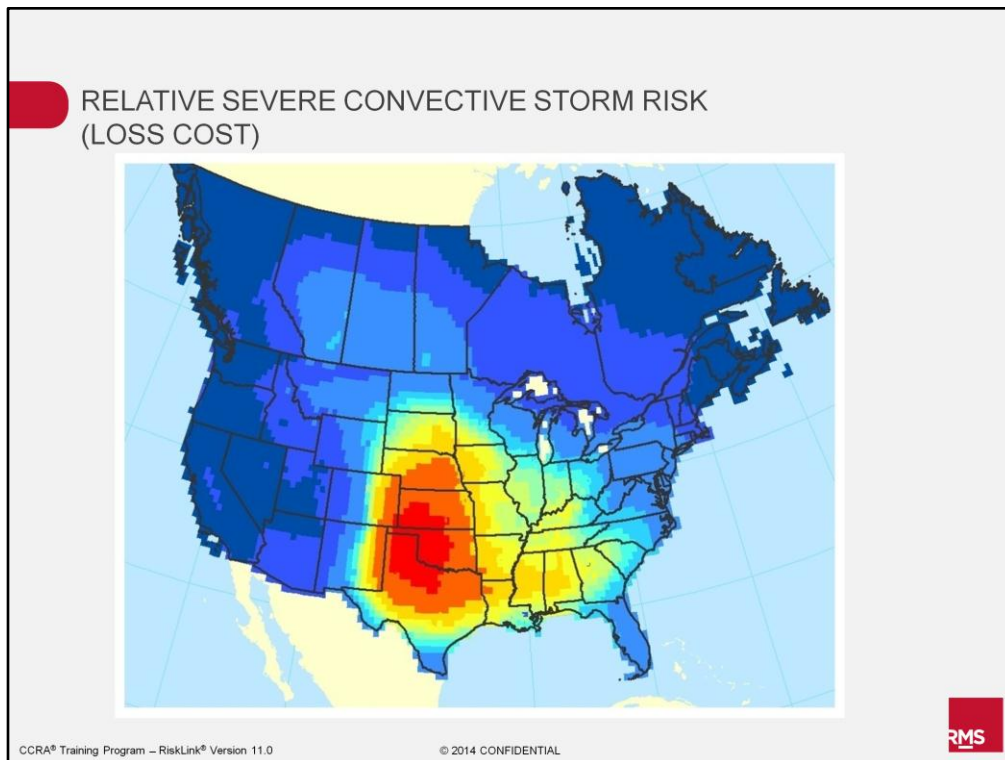 RELATIVE SEVERE CONVECTIVE STORM RISK
(LOSS COST)
CCRA® Training Program – RiskLink® Version 11.0
© 2014 CONFIDENTIAL
RMS